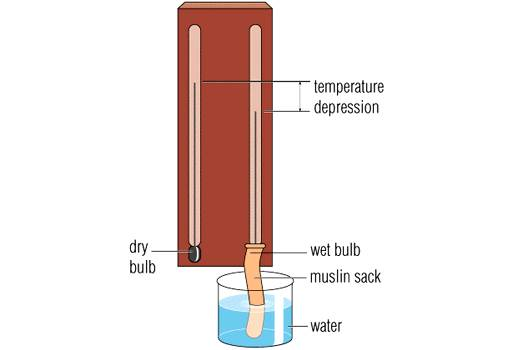 temperature
depression
dry
bulb
wet bulb
muslin sack
water